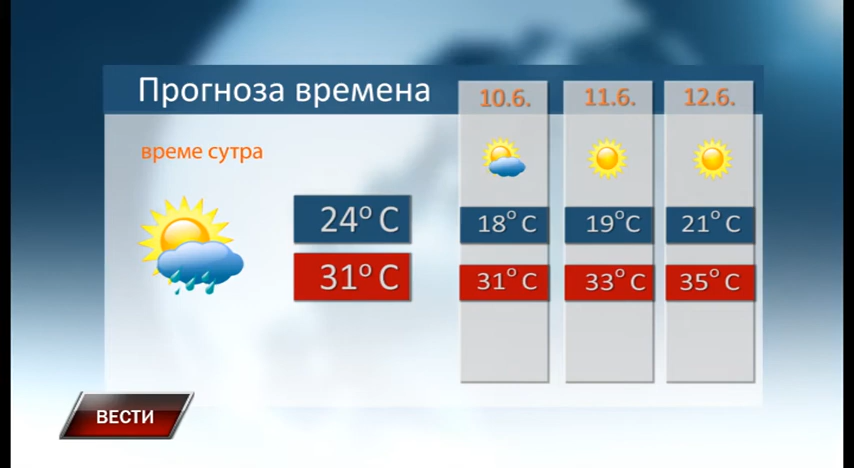 Прогноза времена
10.6. 11.6. 12.6.
време сутра
24° C 18° C 19°C 21° C
31° C 31° C 33° C 35° C
ВЕСТИ